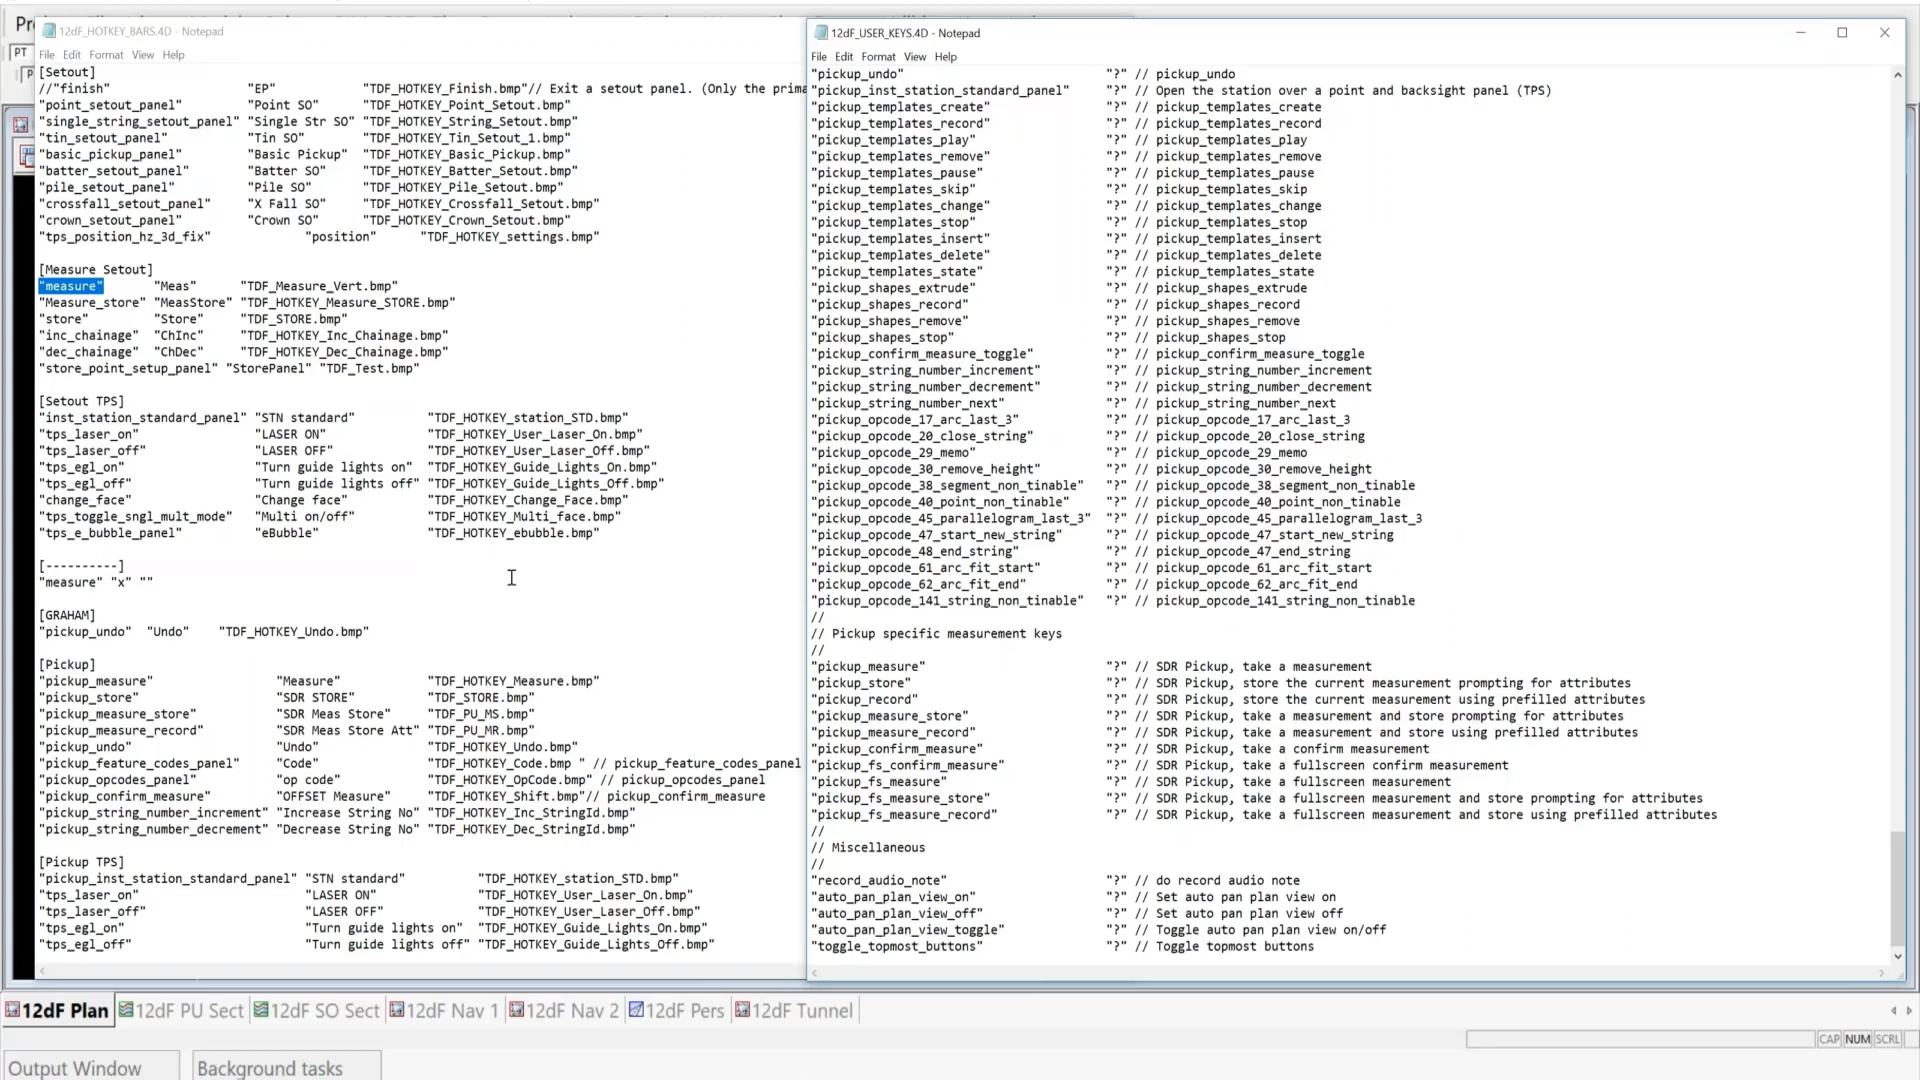 12dF_HOTKEY_BARS.4D - Notepad
File Edit Format View Help
[Setout]
//"finish" "EP" "TDF_HOTKEY_Finish.bmp"// Exit a setout panel. (Only the prima
"point_setout_panel" "Point SO" "TDF_HOTKEY_Point_Setout.bmp"
"single_string_setout_panel" "Single Str SO" "TDF_HOTKEY_String_Setout.bmp"
"tin_setout_panel" "Tin SO" "TDF_HOTKEY_Tin_Setout_1.bmp"
"basic_pickup_panel" "Basic Pickup" "TDF_HOTKEY_Basic_Pickup.bmp"
"batter_setout_panel" "Batter SO" "TDF_HOTKEY_Batter_Setout.bmp"
"pile_setout_panel" "Pile SO" "TDF_HOTKEY_Pile_Setout.bmp"
"crossfall_setout_panel" "X Fall SO" "TDF_HOTKEY_Crossfall_Setout.bmp"
"crown_setout_panel" "Crown SO" "TDF_HOTKEY_Crown_Setout.bmp"
"tps_position_hz_3d_fix" "position" "TDF_HOTKEY_settings.bmp"
[Measure Setout]
"measure" "Meas" "TDF_Measure_Vert.bmp"
"Measure_store" "MeasStore" "TDF_HOTKEY_Measure_STORE.bmp"
"store" "Store" "TDF_STORE.bmp"
"inc_chainage" "ChInc" "TDF_HOTKEY_Inc_Chainage.bmp"
"dec_chainage" "ChDec" "TDF_HOTKEY_Dec_Chainage.bmp"
"store_point_setup_panel" "StorePanel" "TDF_Test.bmp"
[Setout TPS]
"inst_station_standard_panel" "STN standard" "TDF_HOTKEY_station_STD.bmp"
"tps_laser_on" "LASER ON" "TDF_HOTKEY_User_Laser_On.bmp"
"tps_laser_off" "LASER OFF" "TDF_HOTKEY_User_Laser_Off.bmp"
"tps_egl_on" "Turn guide lights on" "TDF_HOTKEY_Guide_Lights_On.bmp"
"tps_egl_off" "Turn guide lights off" "TDF_HOTKEY_Guide_Lights_Off.bmp"
"change_face" "Change face" "TDF_HOTKEY_Change_Face.bmp"
"tps_toggle_sngl_mult_mode" "Multi on/off" "TDF_HOTKEY_Multi_face.bmp"
"tps_e_bubble_panel" "eBubble" "TDF_HOTKEY_ebubble.bmp"
[----------]
"measure" "x" ""
[GRAHAM]
"pickup_undo" "Undo" "TDF_HOTKEY_Undo.bmp"
[Pickup]
"pickup_measure" "Measure" "TDF_HOTKEY_Measure.bmp"
"pickup_store" "SDR STORE" "TDF_STORE.bmp"
"pickup_measure_store" "SDR Meas Store" "TDF_PU_MS.bmp"
"pickup_measure_record" "SDR Meas Store Att" "TDF_PU_MR.bmp"
"pickup_undo" "Undo" "TDF_HOTKEY_Undo.bmp"
"pickup_feature_codes_panel" "Code" "TDF_HOTKEY_Code.bmp " // pickup_feature_codes_panel
"pickup_opcodes_panel" "op code" "TDF_HOTKEY_OpCode.bmp" // pickup_opcodes_panel
"pickup_confirm_measure" "OFFSET Measure" "TDF_HOTKEY_Shift.bmp"// pickup_confirm_measure
"pickup_string_number_increment" "Increase String No" "TDF_HOTKEY_Inc_StringId.bmp"
"pickup_string_number_decrement" "Decrease String No" "TDF_HOTKEY_Dec_StringId.bmp"
[Pickup TPS]
"pickup_inst_station_standard_panel" "STN standard" "TDF_HOTKEY_station_STD.bmp"
"tps_laser_on" "LASER ON" "TDF_HOTKEY_User_Laser_On.bmp"
"tps_laser_off" "LASER OFF" "TDF_HOTKEY_User_Laser_Off.bmp"
"tps_egl_on" "Turn guide lights on" "TDF_HOTKEY_Guide_Lights_On.bmp"
"tps_egl_off" "Turn guide lights off" "TDF_HOTKEY_Guide_Lights_Off.bmp"
12dF_USER_KEYS.4D - Notepad
File Edit Format View Help
"pickup_undo" "?" // pickup_undo
"pickup_inst_station_standard_panel" "?" // Open the station over a point and backsight panel (TPS)
"pickup_templates_create" "?" // pickup_templates_create
"pickup_templates_record" "?" // pickup_templates_record
"pickup_templates_play" "?" // pickup_templates_play
"pickup_templates_remove" "?" // pickup_templates_remove
"pickup_templates_pause" "?" // pickup_templates_pause
"pickup_templates_skip" "?" // pickup_templates_skip
"pickup_templates_change" "?" // pickup_templates_change
"pickup_templates_stop" "?" // pickup_templates_stop
"pickup_templates_insert" "?" // pickup_templates_insert
"pickup_templates_delete" "?" // pickup_templates_delete
"pickup_templates_state" "?" // pickup_templates_state
"pickup_shapes_extrude" "?" // pickup_shapes_extrude
"pickup_shapes_record" "?" // pickup_shapes_record
"pickup_shapes_remove" "?" // pickup_shapes_remove
"pickup_shapes_stop" "?" // pickup_shapes_stop
"pickup_confirm_measure_toggle" "?" // pickup_confirm_measure_toggle
"pickup_string_number_increment" "?" // pickup_string_number_increment
"pickup_string_number_decrement" "?" // pickup_string_number_decrement
"pickup_string_number_next" "?" // pickup_string_number_next
"pickup_opcode_17_arc_last_3" "?" // pickup_opcode_17_arc_last_3
"pickup_opcode_20_close_string" "?" // pickup_opcode_20_close_string
"pickup_opcode_29_memo" "?" // pickup_opcode_29_memo
"pickup_opcode_30_remove_height" "?" // pickup_opcode_30_remove_height
"pickup_opcode_38_segment_non_tinable" "?" // pickup_opcode_38_segment_non_tinable
"pickup_opcode_40_point_non_tinable" "?" // pickup_opcode_40_point_non_tinable
"pickup_opcode_45_parallelogram_last_3" "?" // pickup_opcode_45_parallelogram_last_3
"pickup_opcode_47_start_new_string" "?" // pickup_opcode_47_start_new_string
"pickup_opcode_48_end_string" "?" // pickup_opcode_47_end_string
"pickup_opcode_61_arc_fit_start" "?" // pickup_opcode_61_arc_fit_start
"pickup_opcode_62_arc_fit_end" "?" // pickup_opcode_62_arc_fit_end
"pickup_opcode_141_string_non_tinable" "?" // pickup_opcode_141_string_non_tinable
//
// Pickup specific measurement keys
//
"pickup_measure" "?" // SDR Pickup, take a measurement
"pickup_store" "?" // SDR Pickup, store the current measurement prompting for attributes
"pickup_record" "?" // SDR Pickup, store the current measurement using prefilled attributes
"pickup_measure_store" "?" // SDR Pickup, take a measurement and store prompting for attributes
"pickup_measure_record" "?" // SDR Pickup, take a measurement and store using prefilled attributes
"pickup_confirm_measure" "?" // SDR Pickup, take a confirm measurement
"pickup_fs_confirm_measure" "?" // SDR Pickup, take a fullscreen confirm measurement
"pickup_fs_measure" "?" // SDR Pickup, take a fullscreen measurement
"pickup_fs_measure_store" "?" // SDR Pickup, take a fullscreen measurement and store prompting for attributes
"pickup_fs_measure_record" "?" // SDR Pickup, take a fullscreen measurement and store using prefilled attributes
//
// Miscellaneous
//
"record_audio_note" "?" // do record audio note
"auto_pan_plan_view_on" "?" // Set auto pan plan view on
"auto_pan_plan_view_off" "?" // Set auto pan plan view off
"auto_pan_plan_view_toggle" "?" // Toggle auto pan plan view on/off
"toggle_topmost_buttons" "?" // Toggle topmost buttons
12dF Plan 12dF PU Sect 12dF SO Sect 12dF Nav 1 12dF Nav 2 12dF Pers 12dF Tunnel
CAP NUM SCRL
Output Window Background tasks